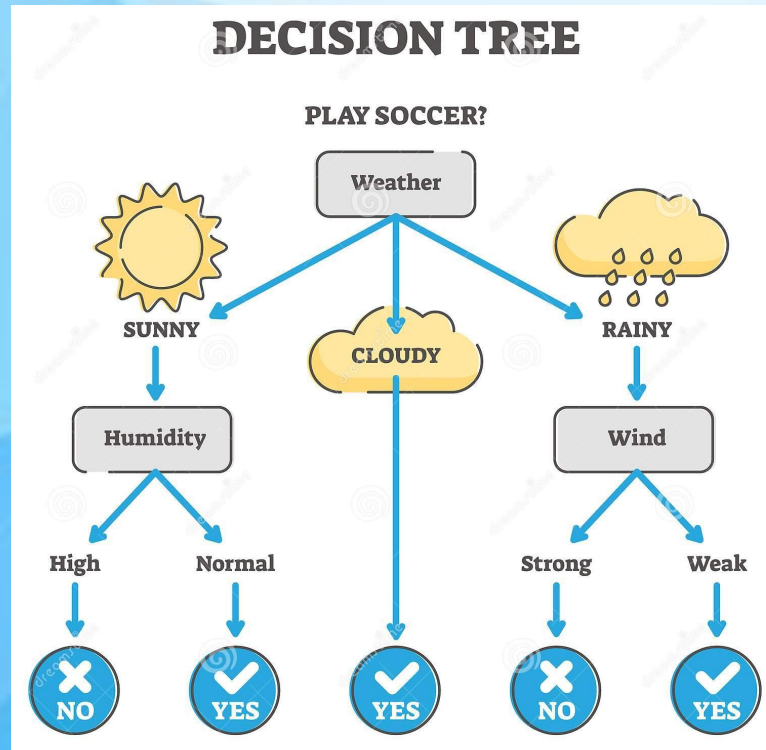 DECISION TREE
PLAY SOCCER?
Weather
SUNNY
CLOUDY
RAINY
Humidity
Wind
High
Normal
Strong
Weak
NO
YES
YES
NO
YES